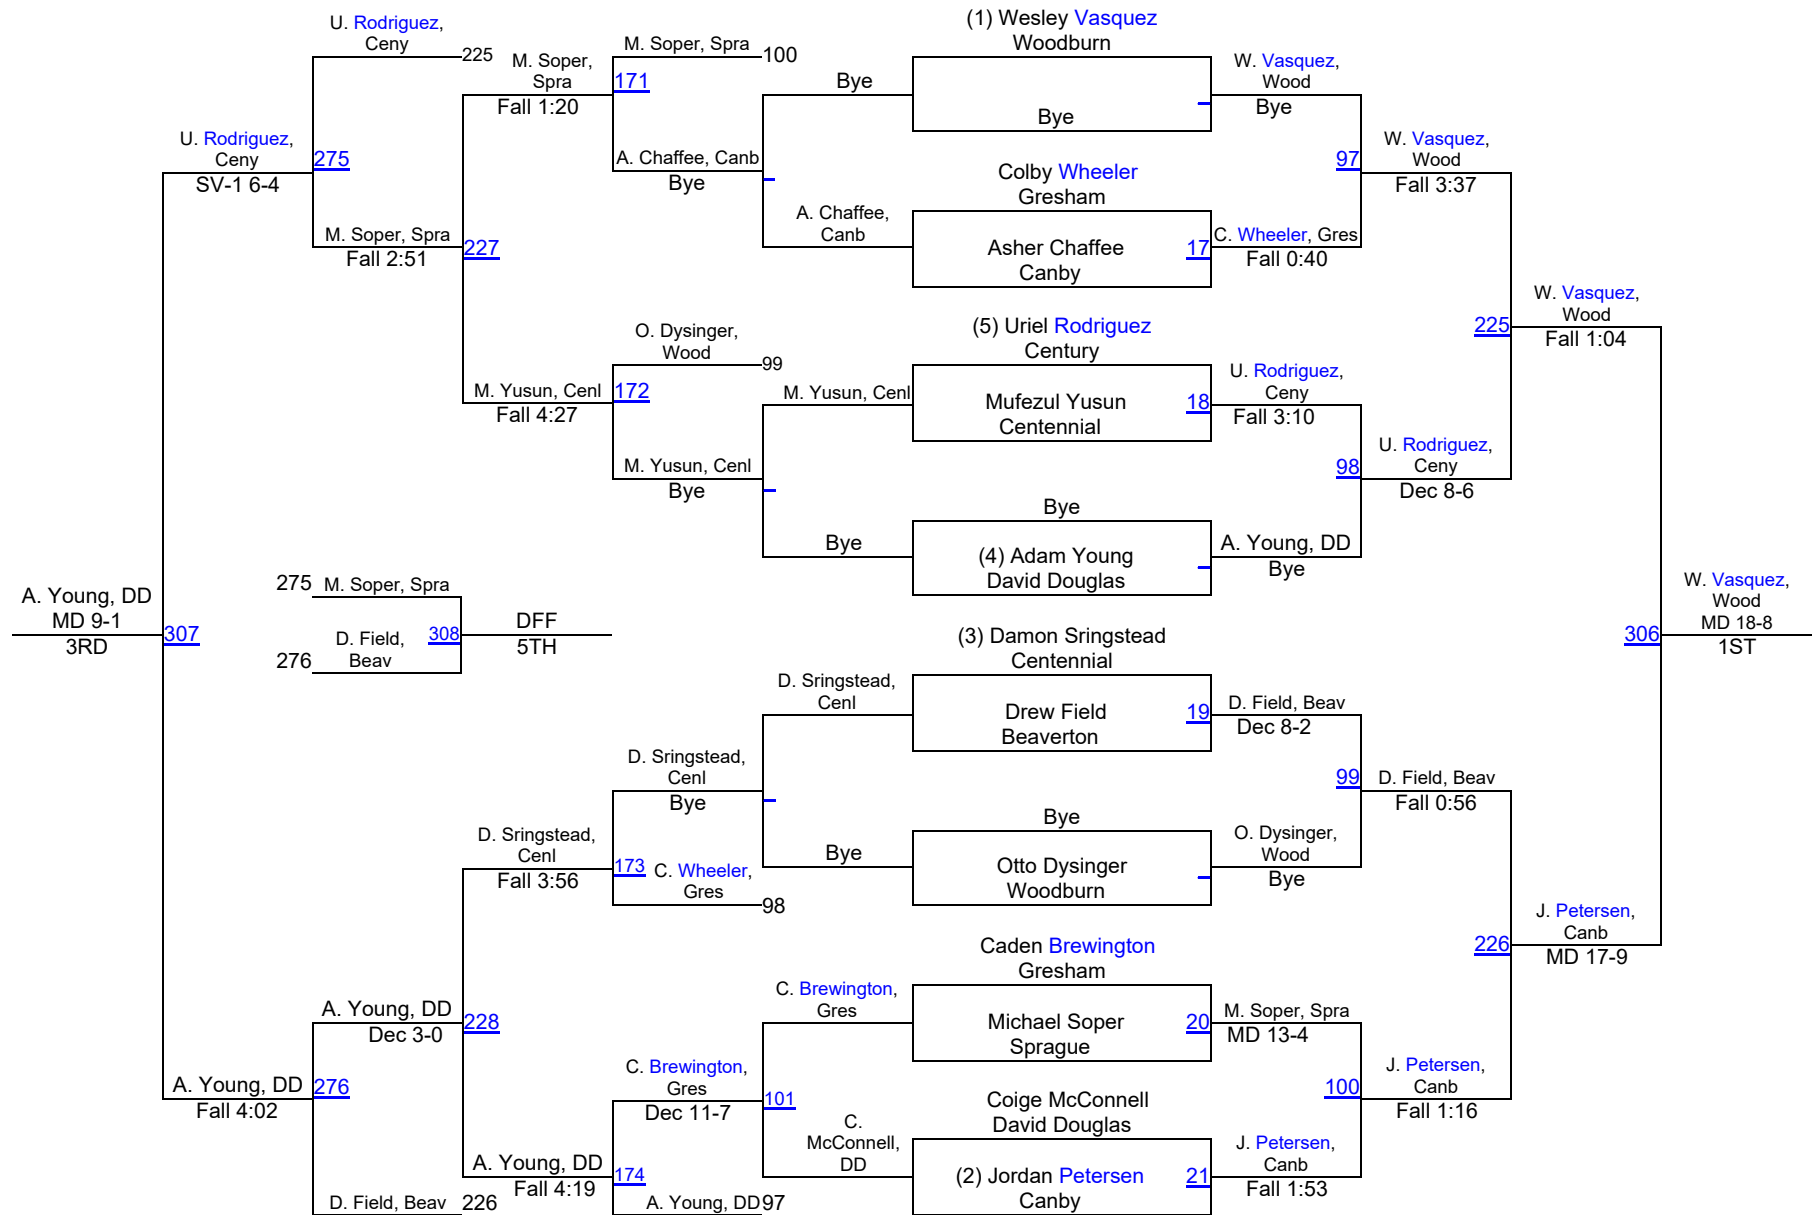 U. Rodriguez,
Ceny
225
M. Soper,
Spra
Fall 1:20
M. Soper, Spra
100
171
A. Chaffee, Canb
Bye
U. Rodriguez,
Ceny
SV-1 6-4
275
M. Soper, Spra
Fall 2:51
227
O. Dysinger,
Wood
99
M. Yusun, Cenl
Fall 4:27
172
M. Yusun, Cenl
Bye
Bye
A. Chaffee,
Canb
M. Yusun, Cenl
Bye
(1) Wesley Vasquez
Woodburn
Bye
W. Vasquez,
Wood
Bye
Colby Wheeler
Gresham
Asher Chaffee
Canby
17
C. Wheeler, Gres
Fall 0:40
97
W. Vasquez,
Wood
Fall 3:37
(5) Uriel Rodriguez
Century
Mufezul Yusun
Centennial
18
U. Rodriguez,
Ceny
Fall 3:10
98
U. Rodriguez,
Ceny
Dec 8-6
Bye
(4) Adam Young
David Douglas
A. Young, DD
Bye
225
W. Vasquez,
Wood
Fall 1:04
A. Young, DD
MD 9-1
3RD
307
275
M. Soper, Spra
D. Field,
Beav
276
308
DFF
5TH
306
W. Vasquez,
Wood
MD 18-8
1ST
(3) Damon Sringstead
Centennial
Drew Field
Beaverton
19
D. Field, Beav
Dec 8-2
D. Sringstead,
Cenl
D. Sringstead,
Cenl
Bye
99
D. Field, Beav
Fall 0:56
Bye
Otto Dysinger
Woodburn
O. Dysinger,
Wood
Bye
Bye
D. Sringstead,
Cenl
Fall 3:56
173
C. Wheeler,
Gres
98
226
J. Petersen,
Canb
MD 17-9
Caden Brewington
Gresham
Michael Soper
Sprague
20
M. Soper, Spra
MD 13-4
C. Brewington,
Gres
A. Young, DD
Dec 3-0
228
C. Brewington,
Gres
Dec 11-7
101
100
J. Petersen,
Canb
Fall 1:16
Coige McConnell
David Douglas
(2) Jordan Petersen
Canby
21
J. Petersen,
Canb
Fall 1:53
C.
McConnell,
DD
A. Young, DD
Fall 4:02
276
A. Young, DD
Fall 4:19
174
D. Field, Beav
226
A. Young, DD
97